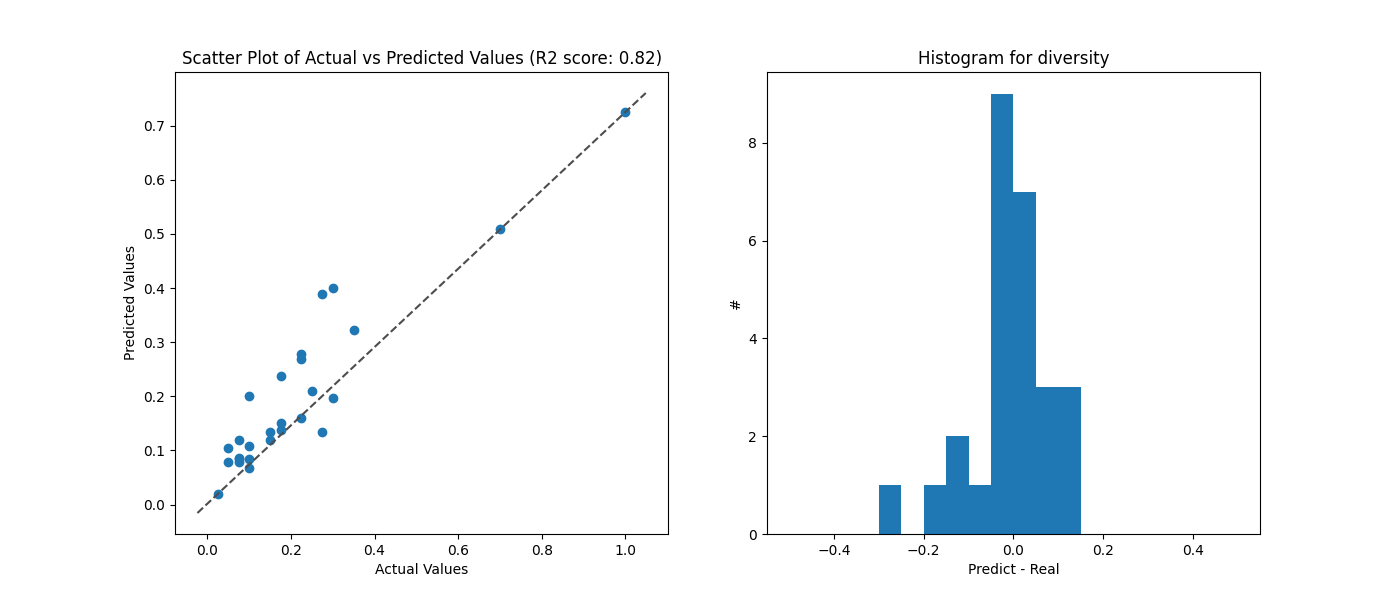 Scatter Plot of Actual vs Predicted Values (R2 score: 0.82)
Predicted Values
0.7
0.6
0.5
0.4
0.3
0.2
0.1
0.0
0.0 0.2 0.4 0.6 0.8 1.0
Actual Values
Histogram for diversity
#
8
6
4
2
0
−0.4 −0.2 0.0 0.2 0.4
Predict - Real